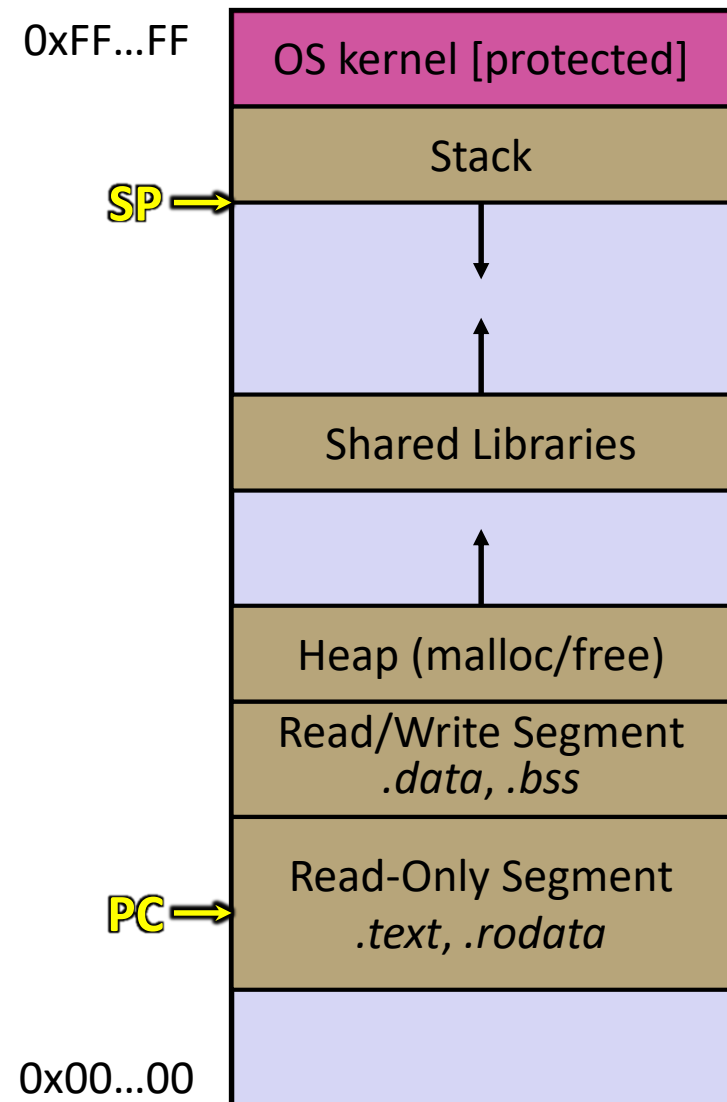 0xFF...FF
OS kernel [protected]
Stack
SP
Shared Libraries
Heap (malloc/free)
Read/Write Segment
.data, .bss
Read-Only Segment
.text, .rodata
PC
0x00...00